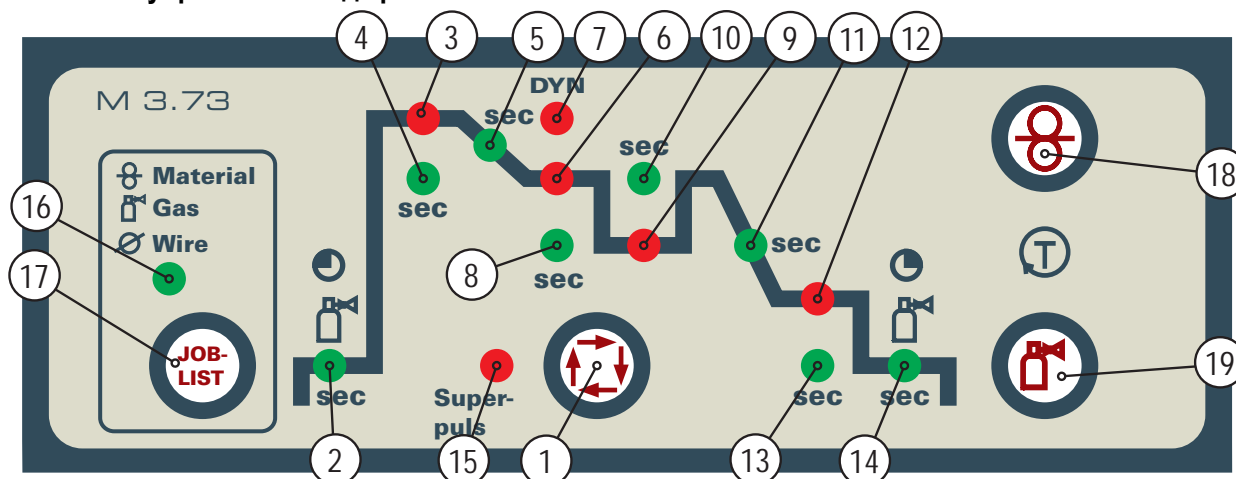 4 3 5 7 6 10 9 11 12
M 3.73
DYN
sec
sec
Material
sec
18
16
Gas
Wire
sec
8
sec
17
T
JOB-
LIST
19
sec
Super-
puls
sec
sec
2 15 1 13 14